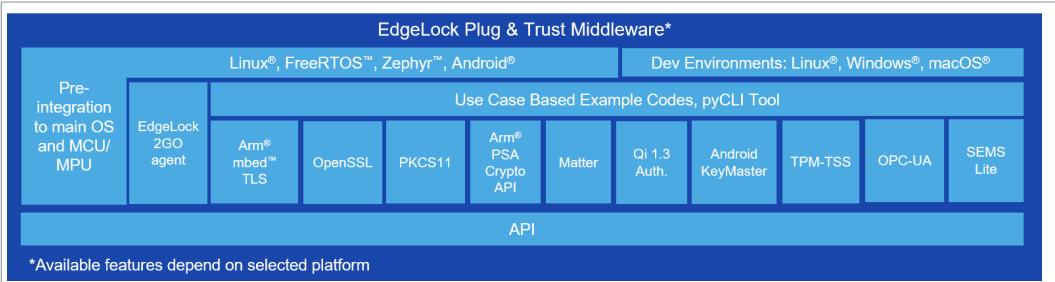 EdgeLock Plug & Trust Middleware*
Linux®, FreeRTOS™, Zephyr™, Android®
Dev Environments: Linux®, Windows®, macOS®
Pre-
integration
to main OS
and MCU/
MPU
EdgeLock
2GO
agent
Use Case Based Example Codes, pyCLI Tool
Arm®
mbed™
TLS
OpenSSL
PKCS11
Arm®
PSA
Crypto
API
Matter
Qi 1.3
Auth.
Android
KeyMaster
TPM-TSS
OPC-UA
SEMS
Lite
API
*Available features depend on selected platform